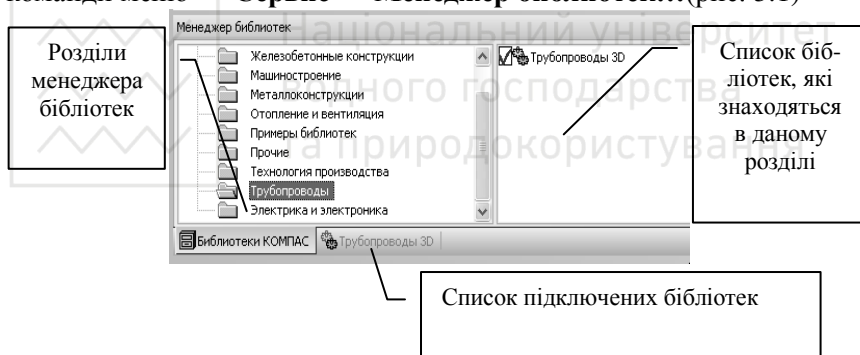 команди меню Сервис Менеджер библиотек...(рис. 3.1)
Национальний університет
водного господарства
та природокористування
Розділи
менеджера
бібліотек
Менеджер библиотек
Железобетонные конструкции
Машиностроение
Металлоконструкции
Отопление и вентиляция
Примеры библиотек
Прочие
Технология производства
Трубопроводы
Электрика и электроника
Трубопроводы 3D
Библиотеки КОМПАС Трубопроводы 3D
Список біб-
ліотек, які
знаходяться
в даному
розділі
Список підключених бібліотек